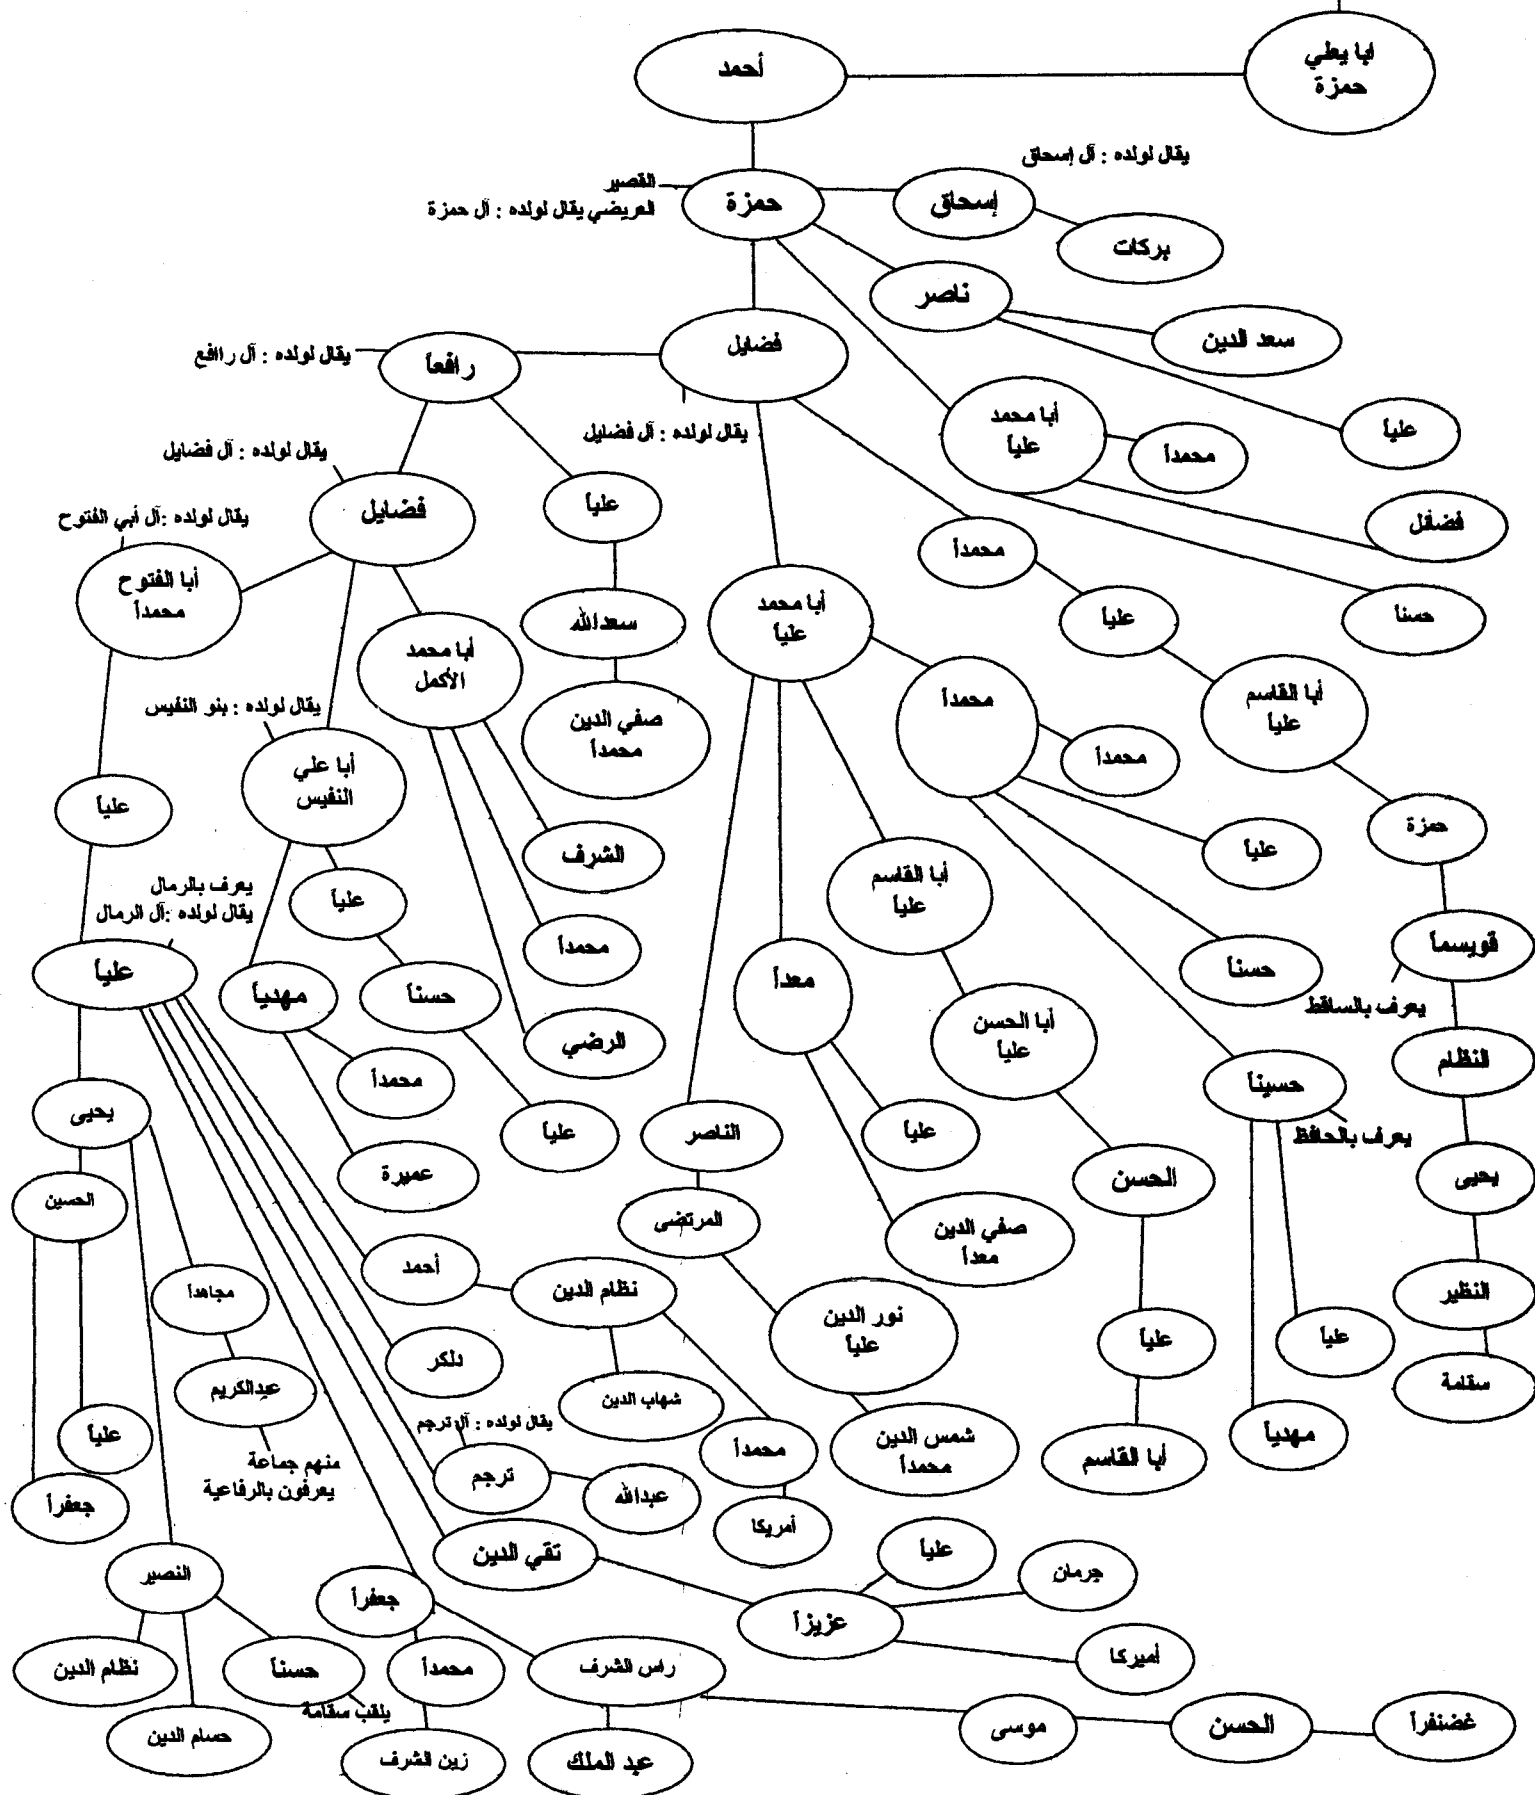 ابا يعلي
حمزة
أحمد
يقال لولده : آل إسحاق
القصير
العريضي يقال لولده : آل حمزة
حمزة
إسحاق
بركات
ناصر
سعد الدين
فضايل
رافعاً
يقال لولده : آل راافع
أبا محمد
علياً
محمداً
علياً
يقال لولده : آل فضليل
يقال لولده : آل فضايل
فضايل
علياً
فضائل
يقال لولده :آل أبي الفتوح
أبا الفتوح
محمداً
محمداً
حسنا
سعدالله
أبا محمد
علياً
علياً
أبا محمد
الأكمل
محمداً
أبا القاسم
علياً
يقال لولده : بنو النفيس
صفي الدين
محمداً
محمداً
أبا علي
النفيس
علياً
حمزة
الشرف
علياً
أبا القاسم
علياً
يعرف بالرمال
يقال لولده :آل الرمال
علياً
محمداً
قويسما
علياً
مهدياً
حسناً
معداً
حسناً
يعرف بالساقط
الرضي
أبا الحسن
علياً
النظام
محمداً
حسيناً
يحيى
علياً
الناصر
علياً
يعرف بالحافظ
عميرة
الحسن
يحيى
الحسين
المرتضى
صفي الدين
معداً
أحمد
نظام الدين
مجاهداً
النظير
نور الدين
علياً
علياً
علياً
دلكر
عبدالكريم
شهاب الدين
سقامة
علياً
يقال لولده : آل ترجم
ترجم
محمداً
شمس الدين
محمداً
أبا القاسم
مهدياً
منهم جماعة
يعرفون بالرفاعية
جعفراً
عبدالله
أمريكا
تقي الدين
علياً
جرمان
النصير
جعفراً
عزيزاً
أميركا
نظام الدين
حسناً
محمداً
راس الشرف
يلقب سقامة
حسام الدين
زين الشرف
عبد الملك
موسى
الحسن
غضنفراً